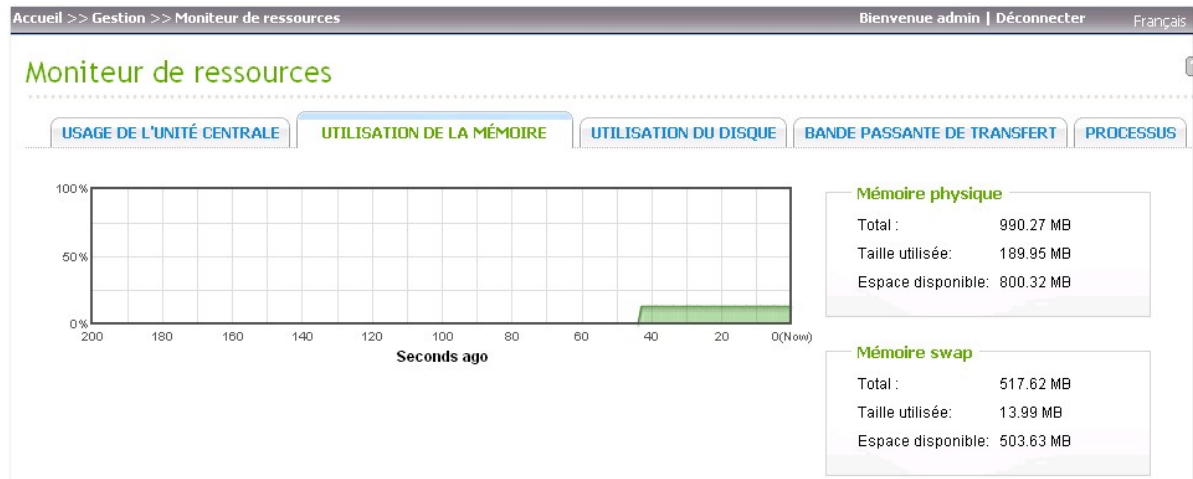 Accueil >> Gestion >> Moniteur de ressources Bienvenue admin | Déconnecter Français
Moniteur de ressources
USAGE DE L'UNITÉ CENTRALE UTILISATION DE LA MÉMOIRE UTILISATION DU DISQUE BANDE PASSANTE DE TRANSFERT PROCESSUS
100 %
50 %
0 %
200 180 160 140 120 100 80 60 40 20 0(Now)
Seconds ago
Mémoire physique
Total : 990.27 MB
Taille utilisée: 189.95 MB
Espace disponible: 800.32 MB
Mémoire swap
Total : 517.62 MB
Taille utilisée: 13.99 MB
Espace disponible: 503.63 MB